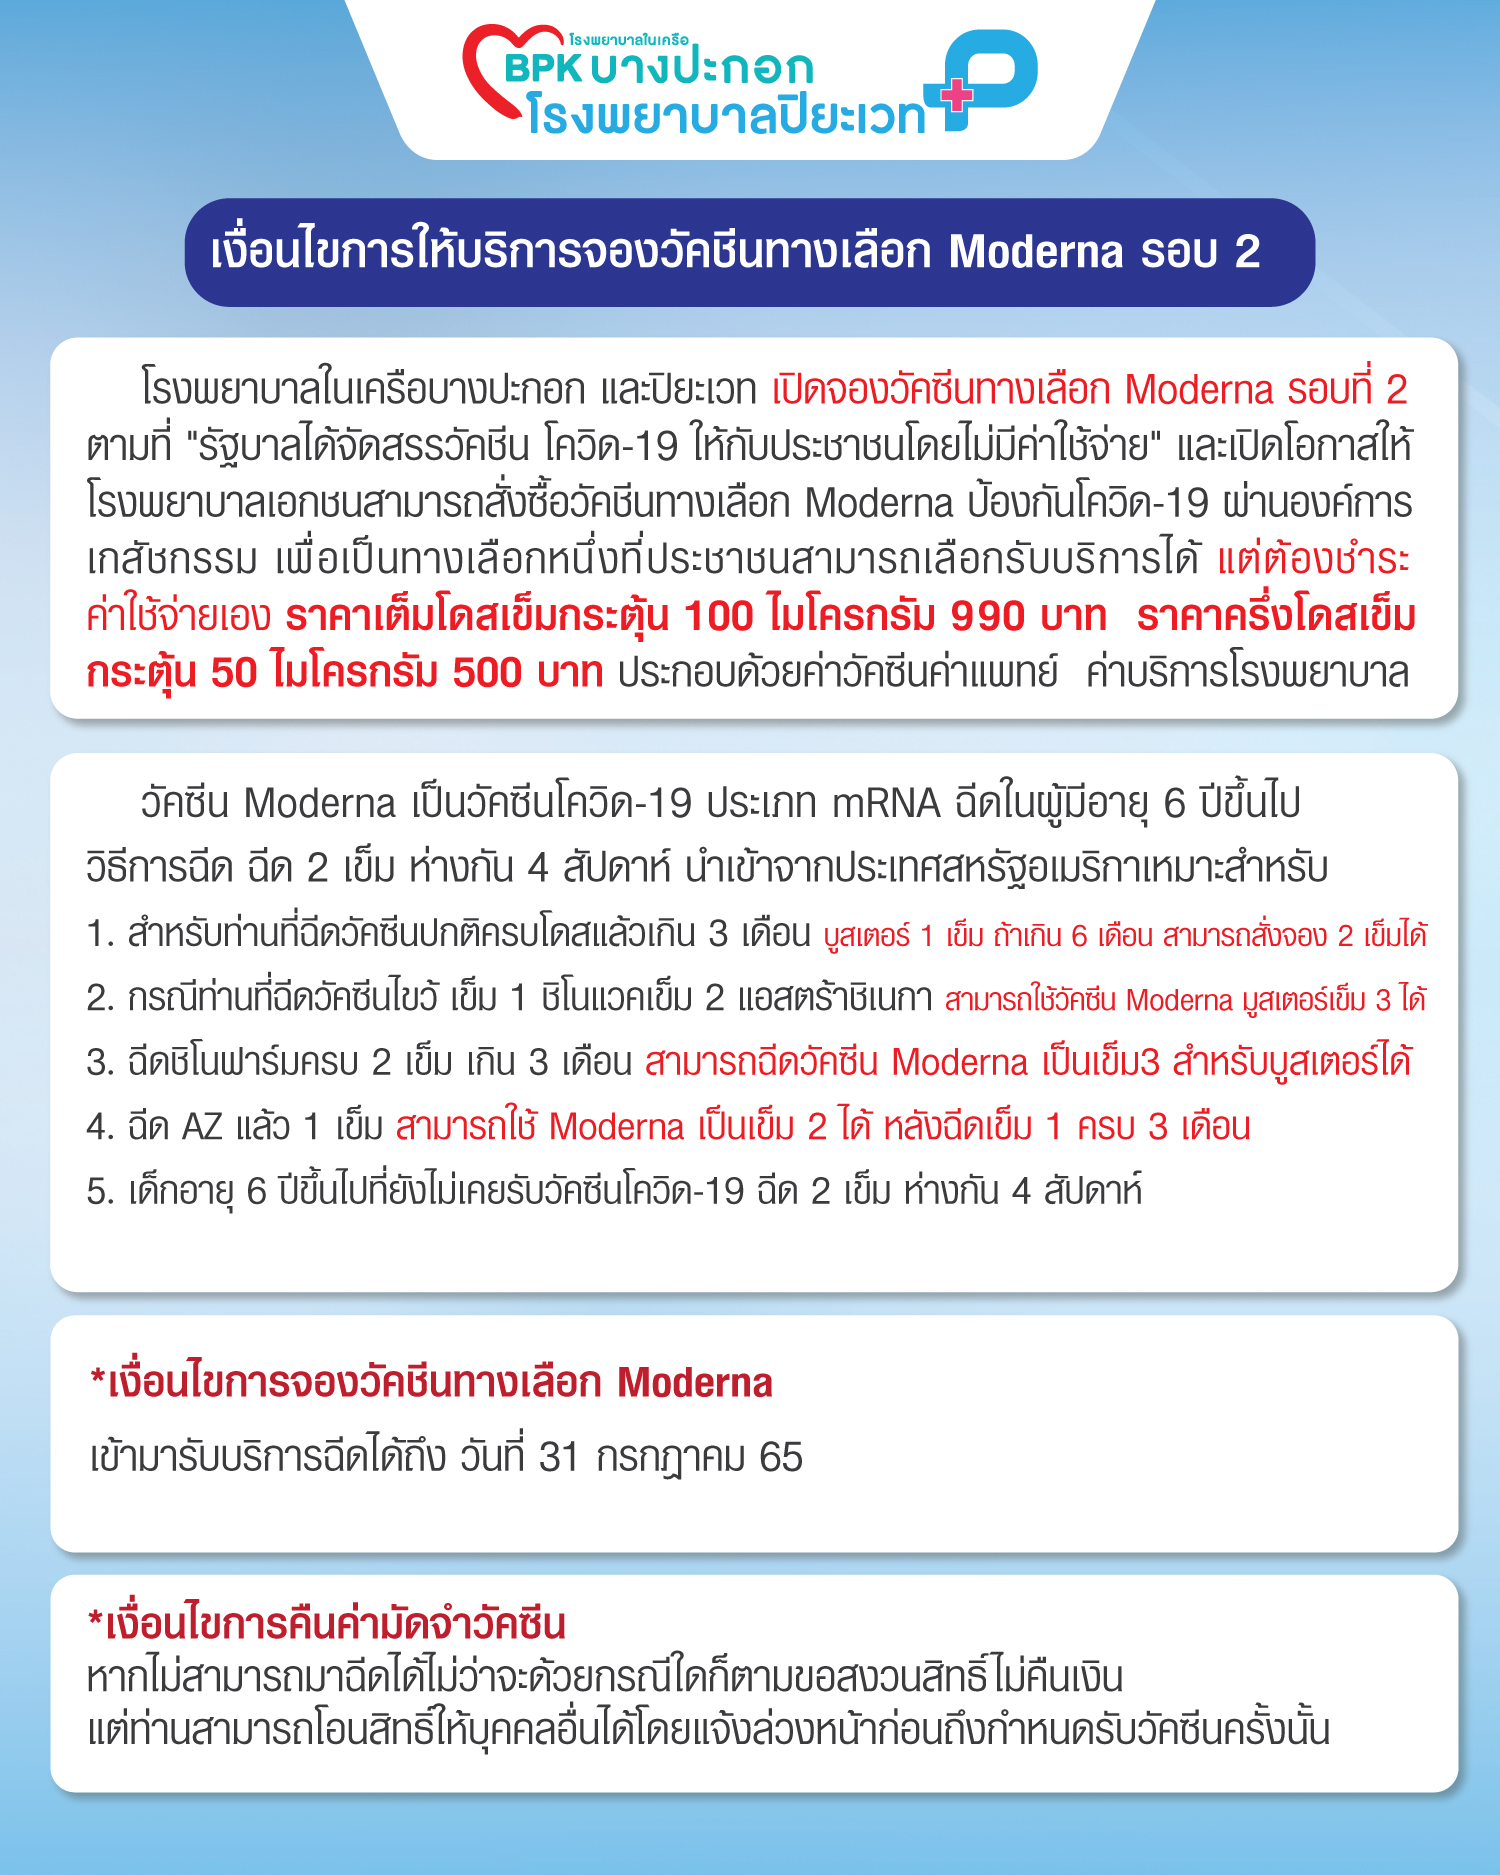 โรงพยาบาลในเครือ
BPK บางปะกอก
โรงพยาบาลปิยะเวท
เงื่อนไขการให้บริการจองวัคชีนทางเลือก Moderna รอบ 2
โรงพยาบาลในเครือบางปะกอก และปิยะเวท เปิดจองวัคซีนทางเลือก Moderna รอบที่ 2
ตามที่ "รัฐบาลได้จัดสรรวัคชีน โควิด-19 ให้กับประชาชนโดยไม่มีค่าใช้จ่าย" และเปิดโอกาสให้
โรงพยาบาลเอกชนสามารถสั่งซื้อวัคชีนทางเลือก Moderna ป้องกันโควิด-19 ผ่านองค์การ
เภสัชกรรม เพื่อเป็นทางเลือกหนึ่งที่ประชาชนสามารถเลือกรับบริการได้ แต่ต้องชำระ
ค่าใช้จ่ายเอง ราคาเต็มโดสเข็มกระตุ้น 100 ไมโครกรัม 990 บาท ราคาครึ่งโดสเข็ม
กระตุ้น 50 ไมโครกรัม 500 บาท ประกอบด้วยค่าวัคซีนค่าแพทย์ ค่าบริการโรงพยาบาล
วัคซีน Moderna เป็นวัคซีนโควิด-19 ประเภท mRNA ฉีดในผู้มีอายุ 6 ปีขึ้นไป
วิธีการฉีด ฉีด 2 เข็ม ห่างกัน 4 สัปดาห์ นำเข้าจากประเทศสหรัฐอเมริกาเหมาะสำหรับ
1. สำหรับท่านที่ฉีดวัคซีนปกติครบโดสแล้วเกิน 3 เดือน บูสเตอร์ 1 เข็ม ถ้าเกิน 6 เดือน สามารถสั่งจอง 2 เข็มได้
2. กรณีท่านที่ฉีดวัคซีนไขว้ เข็ม 1 ชิโนแวคเข็ม 2 แอสตร้าชิเนกา สามารถใช้วัคซีน Moderna มูสเตอร์เข็ม 3 ได้
3. ฉีดชิโนฟาร์มครบ 2 เข็ม เกิน 3 เดือน สามารถฉีดวัคซีน Moderna เป็นเข็ม3 สำหรับบูสเตอร์ได้
4. ฉีด AZ แล้ว 1 เข็ม สามารถใช้ Moderna เป็นเข็ม 2 ได้ หลังฉีดเข็ม 1 ครบ 3 เดือน
5. เด็กอายุ 6 ปีขึ้นไปที่ยังไม่เคยรับวัคซีนโควิด-19 ฉีด 2 เข็ม ห่างกัน 4 สัปดาห์
*เงื่อนไขการจองวัคชีนทางเลือก Moderna
เข้ามารับบริการฉีดได้ถึง วันที่ 31 กรกฎาคม 65
*เงื่อนไขการคืนค่ามัดจำวัคซีน
หากไม่สามารถมาฉีดได้ไม่ว่าจะด้วยกรณีใดก็ตามขอสงวนสิทธิ์ไม่คืนเงิน
แต่ท่านสามารถโอนสิทธิ์ให้บุคคลอื่นได้โดยแจ้งล่วงหน้าก่อนถึงกำหนดรับวัคซีนครั้งนั้น